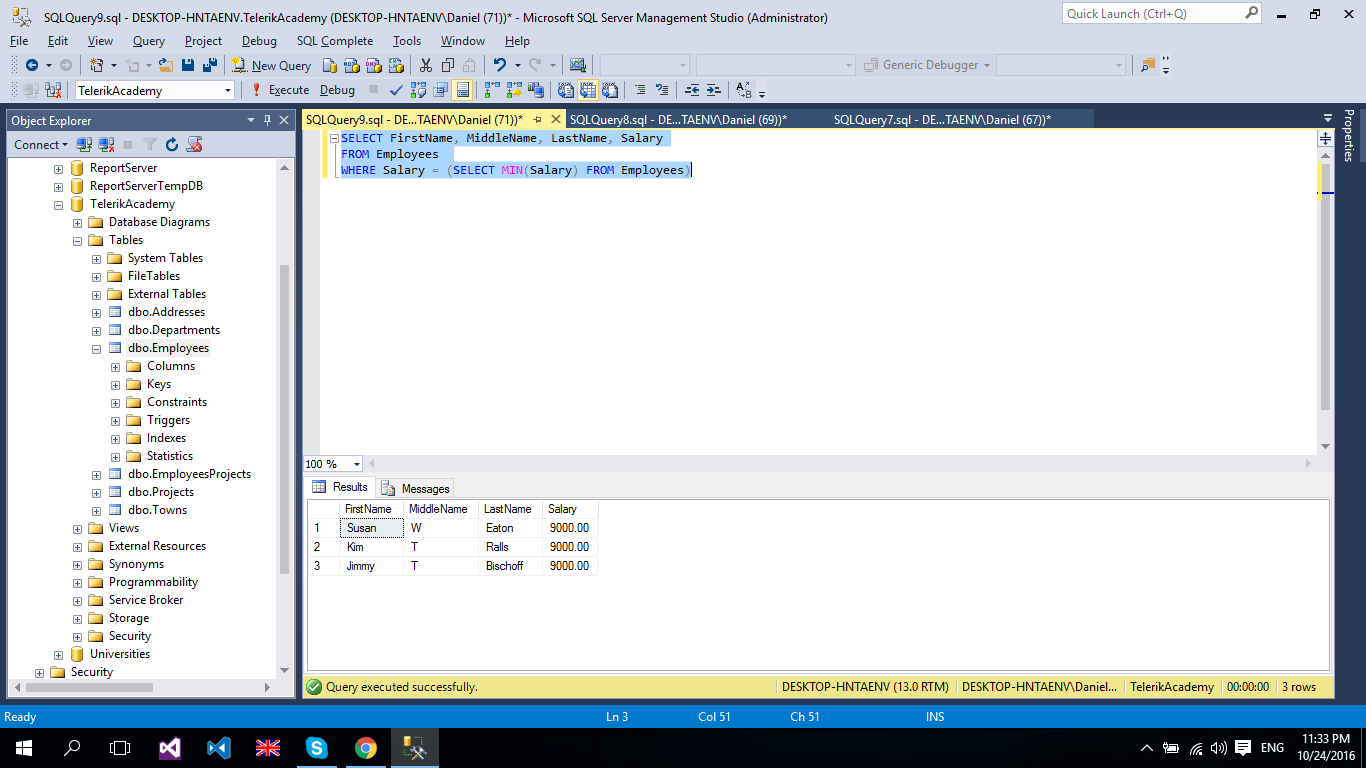 SQLQuery9.sql - DESKTOP-HNTAENV.TelerikAcademy (DESKTOP-HNTAENV\Daniel (71))* - Microsoft SQL Server Management Studio (Administrator)
Quick Launch (Ctrl+Q)
File Edit View Query Project Debug SQL Complete Tools Window Help
New Query Generic Debugger
TelerikAcademy Execute Debug
Object Explorer
SQLQuery9.sql - DE...TAENV\Daniel (71))* SQLQuery8.sql - DE...TAENV\Daniel (69))* SQLQuery7.sql - DE...TAENV\Daniel (67))*
Properties
Connect
SELECT FirstName, MiddleName, LastName, Salary
FROM Employees
WHERE Salary = (SELECT MIN(Salary) FROM Employees)
ReportServer
ReportServerTempDB
TelerikAcademy
Database Diagrams
Tables
System Tables
FileTables
External Tables
dbo.Addresses
dbo.Departments
dbo.Employees
Columns
Keys
Constraints
Triggers
Indexes
Statistics
dbo.EmployeesProjects
dbo.Projects
dbo.Towns
Views
External Resources
Synonyms
Programmability
Service Broker
Storage
Security
Universities
Security
100 %
Results Messages
FirstName MiddleName LastName Salary
1 Susan W Eaton 9000.00
2 Kim T Ralls 9000.00
3 Jimmy T Bischoff 9000.00
Query executed successfully. DESKTOP-HNTAENV (13.0 RTM) DESKTOP-HNTAENV\Daniel... TelerikAcademy 00:00:00 3 rows
Ready Ln 3 Col 51 Ch 51 INS
ENG
11:33 PM
10/24/2016